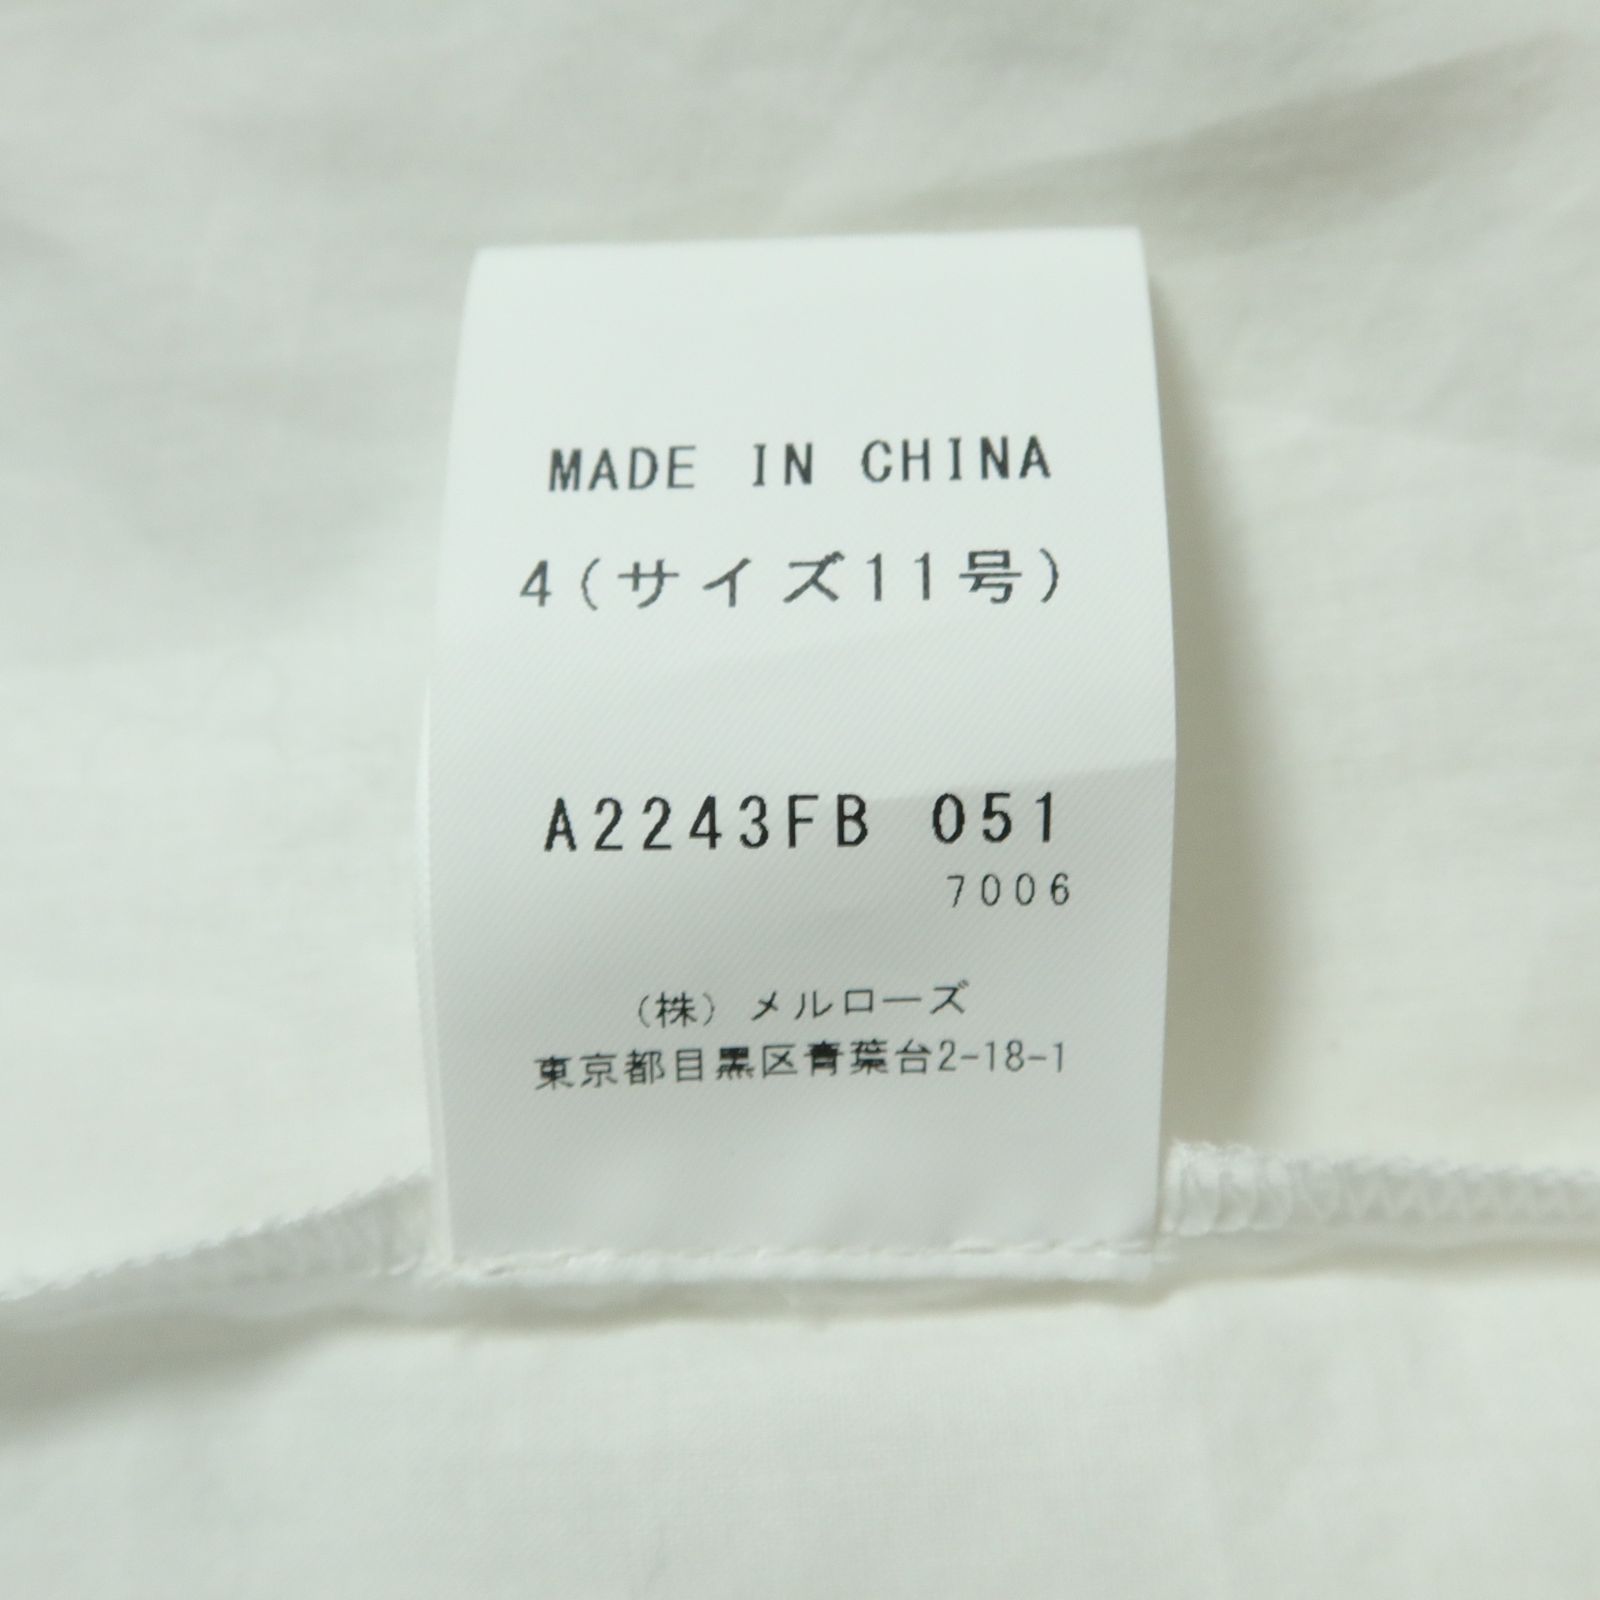 MADE IN CHINA
4(サイズ11号)
A2243FB 051
7006
(株) メルローズ
東京都目黒区青葉台2-18-1